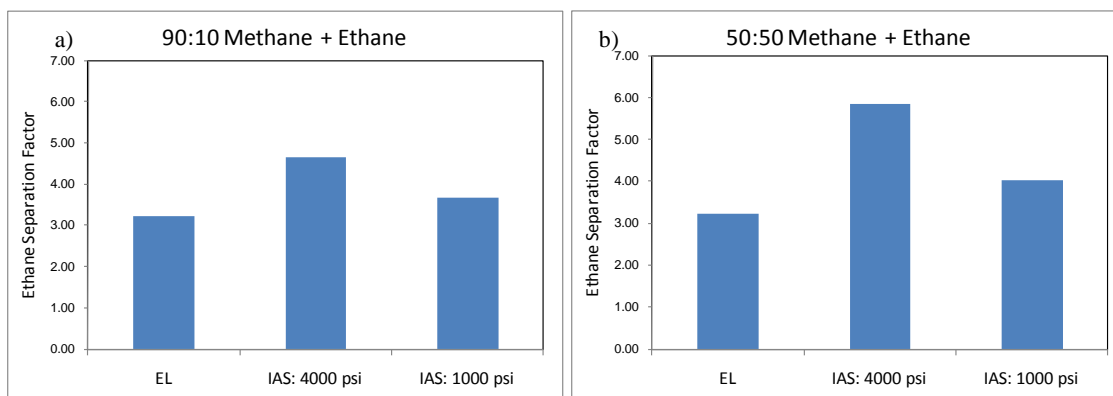 a)
90:10 Methane + Ethane
7.00
6.00
5.00
4.00
3.00
2.00
1.00
0.00
Ethane Separation Factor
EL
IAS: 4000 psi
IAS: 1000 psi
b)
50:50 Methane + Ethane
7.00
6.00
5.00
4.00
3.00
2.00
1.00
0.00
Ethane Separation Factor
EL
IAS: 4000 psi
IAS: 1000 psi